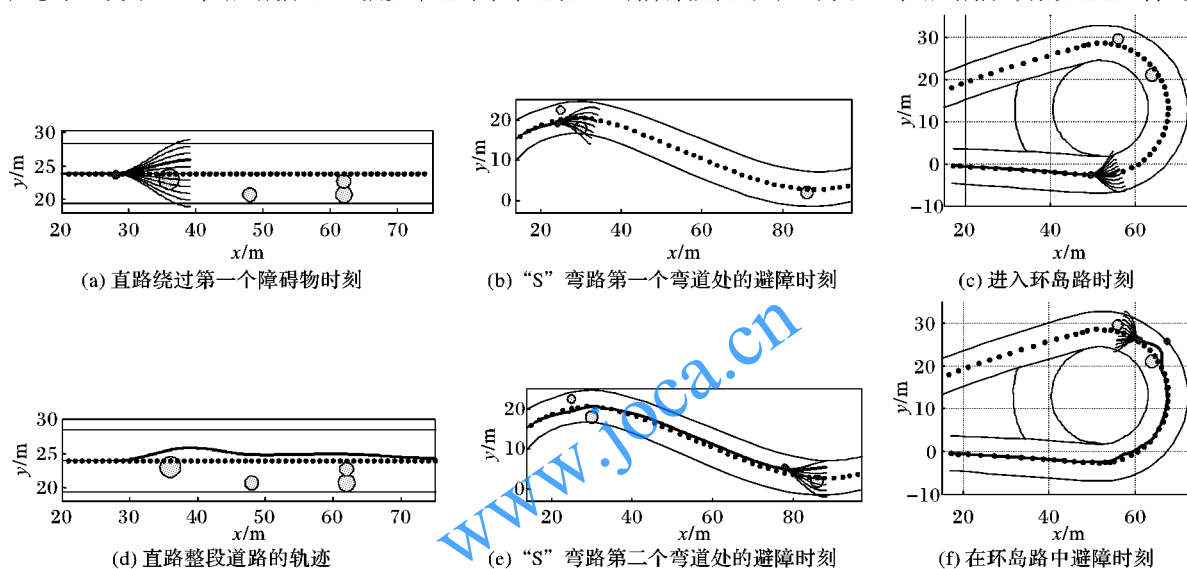 y/m
30
25
20
20 30 40 50 60 70
x/m
(a) 直路绕过第一个障碍物时刻
y/m
20
10
0
20 40 60 80
x/m
(b) “S”弯路第一个弯道处的避障时刻
y/m
30
20
10
0
-10
20 40 60
x/m
(c) 进入环岛路时刻
y/m
30
25
20
20 30 40 50 60 70
x/m
(d) 直路整段道路的轨迹
y/m
20
10
0
20 40 60 80
x/m
(e) “S”弯路第二个弯道处的避障时刻
y/m
30
20
10
0
-10
20 40 60
x/m
(f) 在环岛路中避障时刻
www.joca.cn